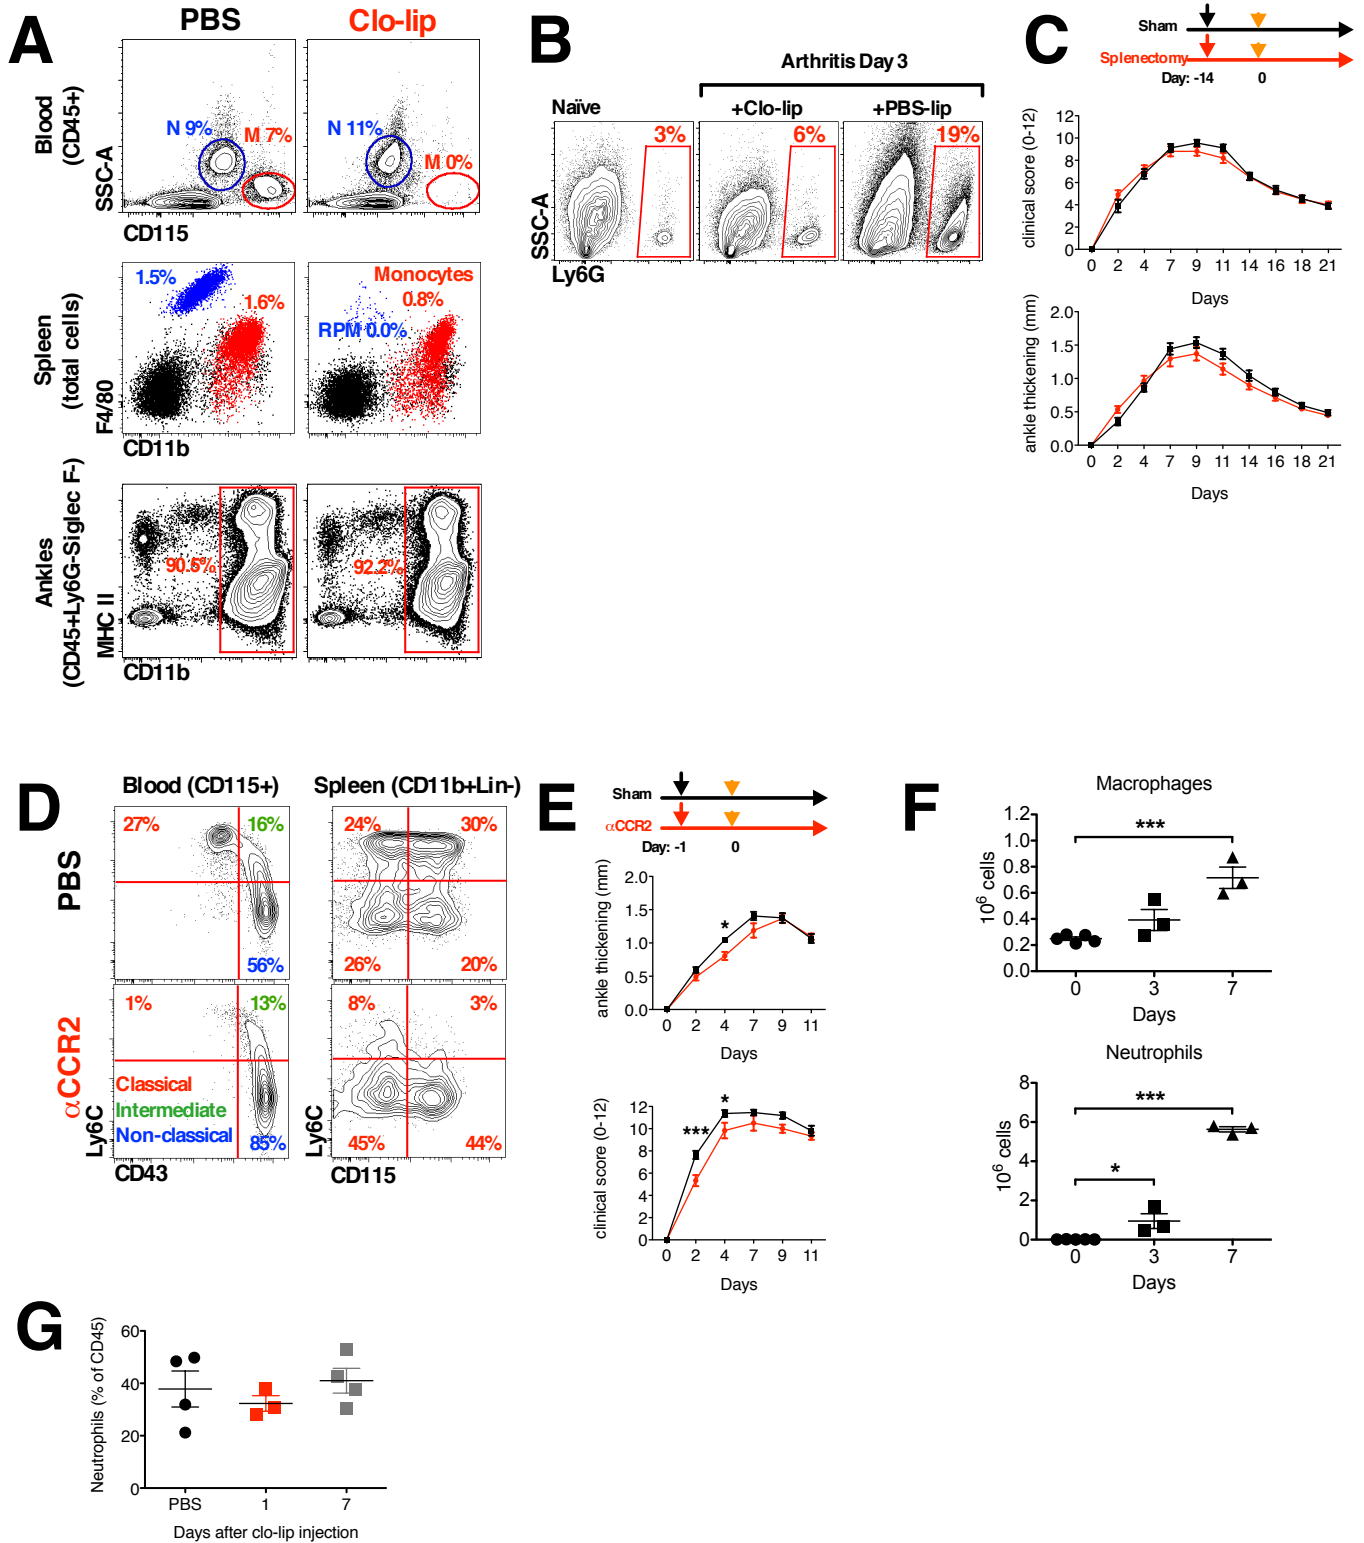 A
PBS
Clo-lip
Blood
(CD45+)
SSC-A
N 9%
M 7%
N 11%
M 0%
CD115
Spleen
(total cells)
F4/80
1.5%
1.6%
Monocytes
0.8%
RPM 0.0%
CD11b
Ankles
(CD45+Ly6G-Siglec F-)
MHC II
90.5%
92.2%
CD11b
B
Arthritis Day 3
Naïve
+Clo-lip
+PBS-lip
3%
6%
19%
SSC-A
Ly6G
C
Sham
Splenectomy
Day: -14
0
clinical score (0-12)
12
10
8
6
4
2
0
0 2 4 7 9 11 14 16 18 21
Days
ankle thickening (mm)
2.0
1.5
1.0
0.5
0.0
0 2 4 7 9 11 14 16 18 21
Days
D
Blood (CD115+)
Spleen (CD11b+Lin-)
PBS
27%
16%
56%
24%
30%
26%
20%
αCCR2
1%
13%
Classical
Intermediate
Non-classical
85%
8%
3%
45%
44%
Ly6C
CD43
Ly6C
CD115
E
Sham
αCCR2
Day: -1
0
ankle thickening (mm)
2.0
1.5
1.0
0.5
0.0
*
0 2 4 7 9 11
Days
clinical score (0-12)
12
10
8
6
4
2
0
***
*
0 2 4 7 9 11
Days
F
Macrophages
10⁶ cells
1.2
1.0
0.8
0.6
0.4
0.2
0.0
***
0 3 7
Days
Neutrophils
10⁶ cells
8
6
4
2
0
***
*
0 3 7
Days
G
Neutrophils (% of CD45)
60
40
20
0
PBS 1 7
Days after clo-lip injection